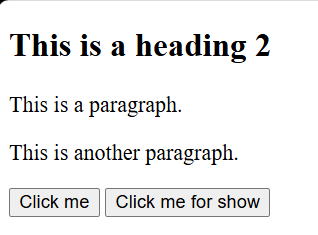 This is a heading 2
This is a paragraph.
This is another paragraph.
Click me Click me for show